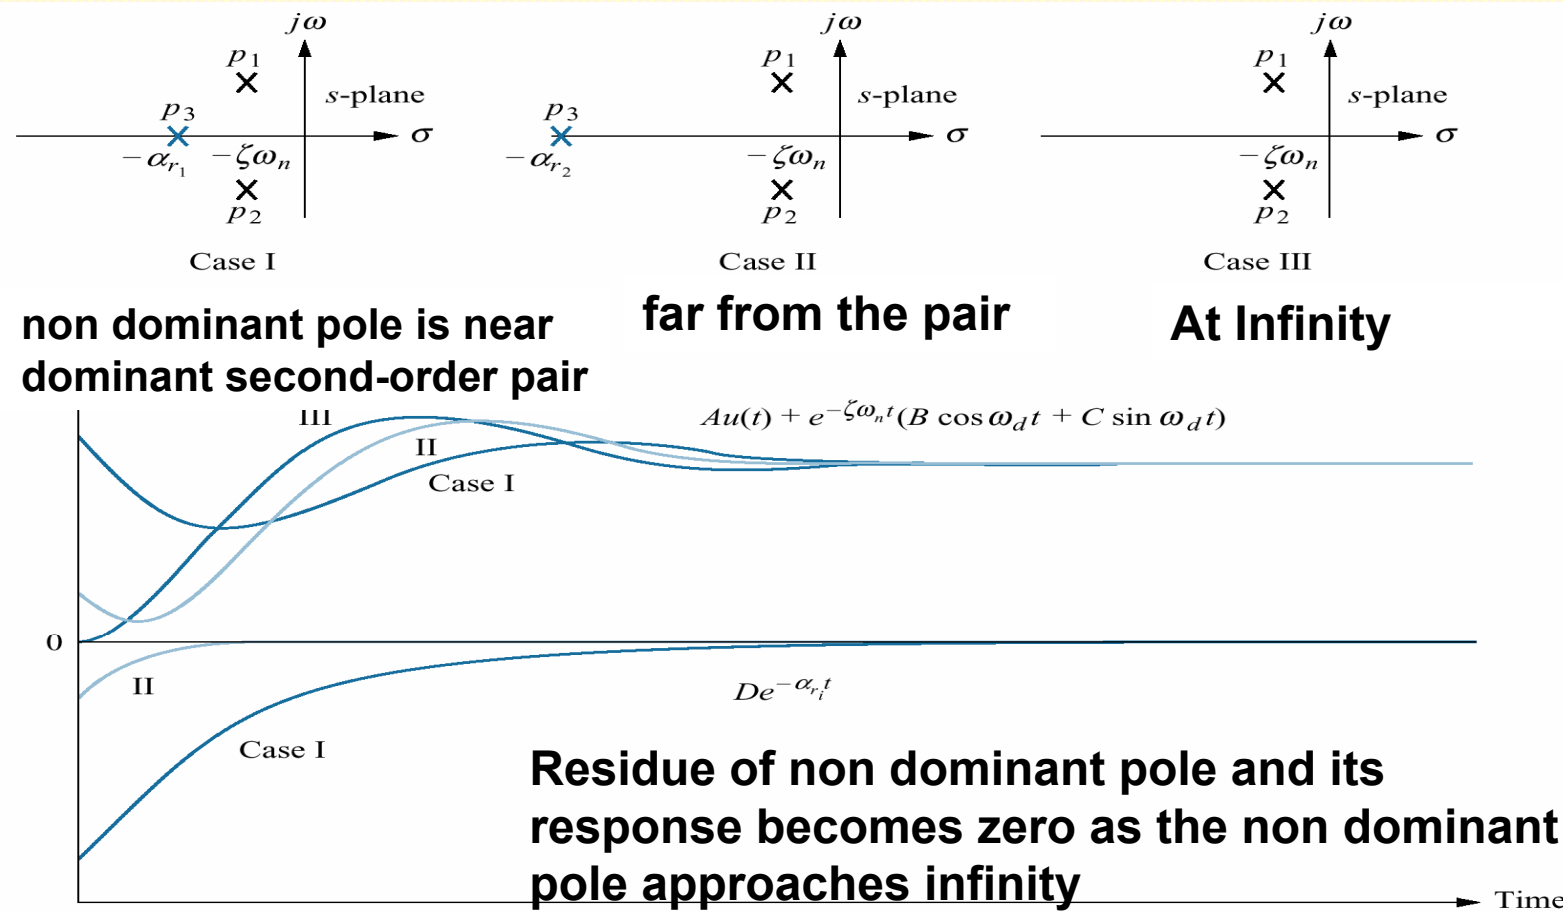 jω
p1
s-plane
p3
σ
−αr1
−ζωn
p2
Case I
jω
p1
s-plane
p3
σ
−αr2
−ζωn
p2
Case II
jω
p1
s-plane
σ
−ζωn
p2
Case III
non dominant pole is near
dominant second-order pair
far from the pair
At Infinity
III
II
Case I
Au(t) + e^−ζωnt(B cos ωdt + C sin ωdt)
0
II
Case I
De^−αrit
Residue of non dominant pole and its
response becomes zero as the non dominant
pole approaches infinity
Time